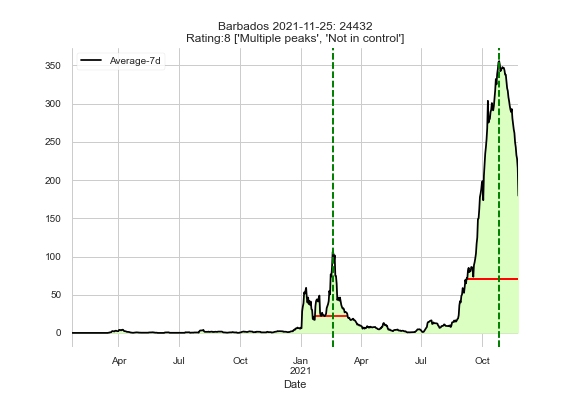 Barbados 2021-11-25: 24432
Rating:8 ['Multiple peaks', 'Not in control']
Average-7d
350
300
250
200
150
100
50
0
Apr
Jul
Oct
Jan
2021
Apr
Jul
Oct
Date